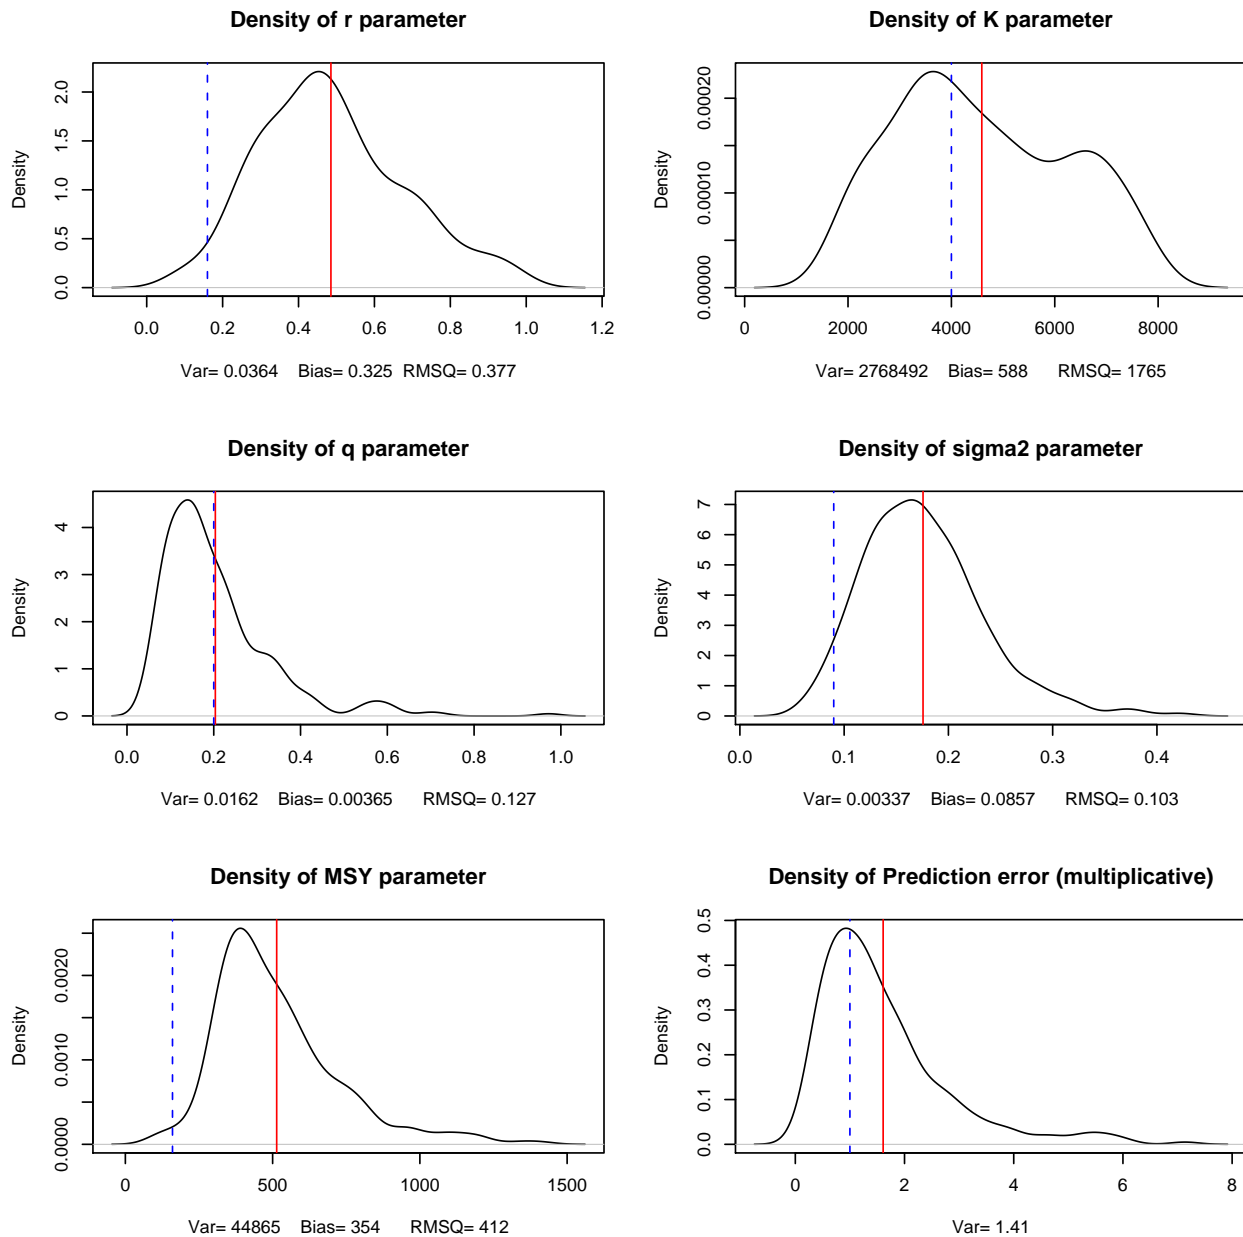 Density of r parameter
Density
0.0 0.5 1.0 1.5 2.0
0.0 0.2 0.4 0.6 0.8 1.0 1.2
Var= 0.0364 Bias= 0.325 RMSQ= 0.377
Density of K parameter
Density
0.00000 0.00010 0.00020
0 2000 4000 6000 8000
Var= 2768492 Bias= 588 RMSQ= 1765
Density of q parameter
Density
0 1 2 3 4
0.0 0.2 0.4 0.6 0.8 1.0
Var= 0.0162 Bias= 0.00365 RMSQ= 0.127
Density of sigma2 parameter
Density
0 1 2 3 4 5 6 7
0.0 0.1 0.2 0.3 0.4
Var= 0.00337 Bias= 0.0857 RMSQ= 0.103
Density of MSY parameter
Density
0.0000 0.0010 0.0020
0 500 1000 1500
Var= 44865 Bias= 354 RMSQ= 412
Density of Prediction error (multiplicative)
Density
0.0 0.1 0.2 0.3 0.4 0.5
0 2 4 6 8
Var= 1.41